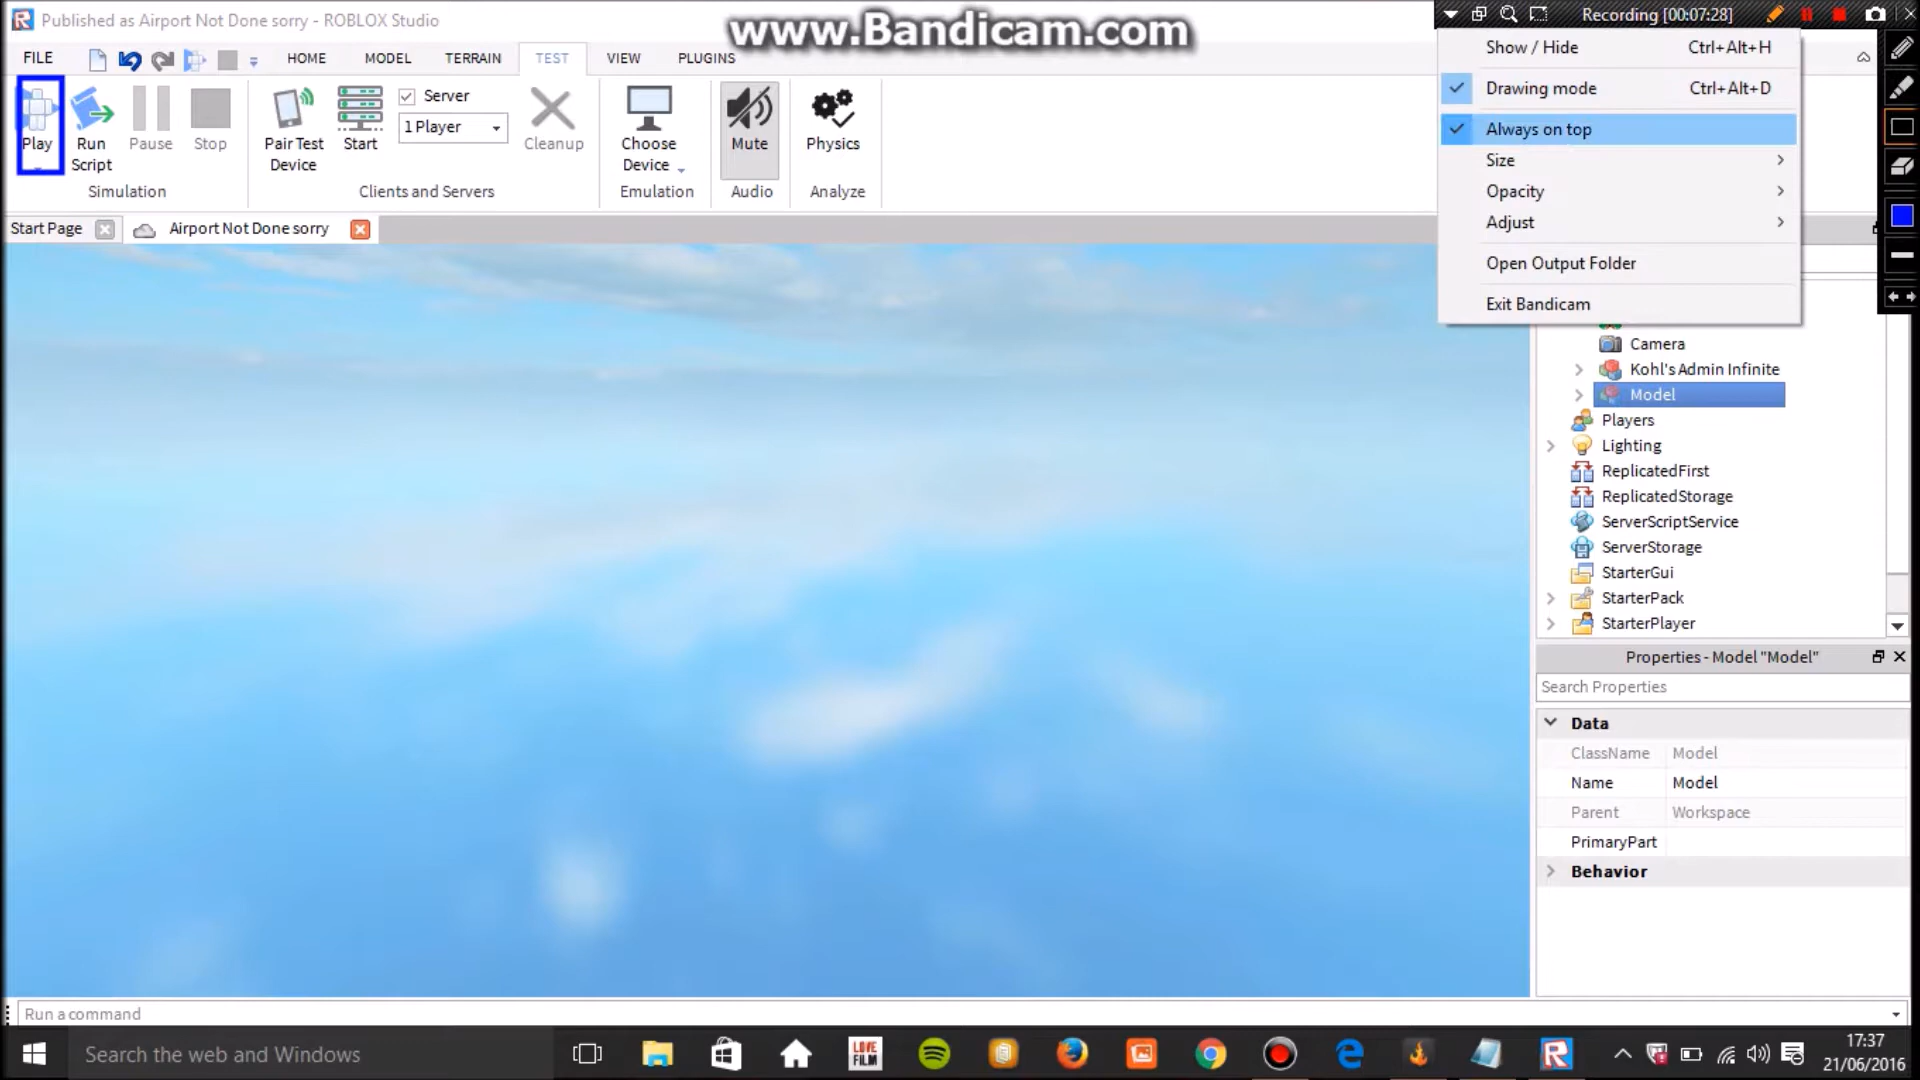 Published as Airport Not Done sorry - ROBLOX Studio
www.Bandicam.com
Recording [00:07:28]
FILE
HOME
MODEL
TERRAIN
TEST
VIEW
PLUGINS
Play
Run
Script
Pause
Stop
Simulation
Pair Test
Device
Start
Server
1 Player
Cleanup
Clients and Servers
Choose
Device
Emulation
Mute
Audio
Physics
Analyze
Show / Hide Ctrl+Alt+H
Drawing mode Ctrl+Alt+D
Always on top
Size
Opacity
Adjust
Open Output Folder
Exit Bandicam
Start Page
Airport Not Done sorry
Camera
Kohl's Admin Infinite
Model
Players
Lighting
ReplicatedFirst
ReplicatedStorage
ServerScriptService
ServerStorage
StarterGui
StarterPack
StarterPlayer
Properties - Model "Model"
Search Properties
Data
ClassName Model
Name Model
Parent Workspace
PrimaryPart
Behavior
Run a command
Search the web and Windows
LOVE
FILM
17:37
21/06/2016